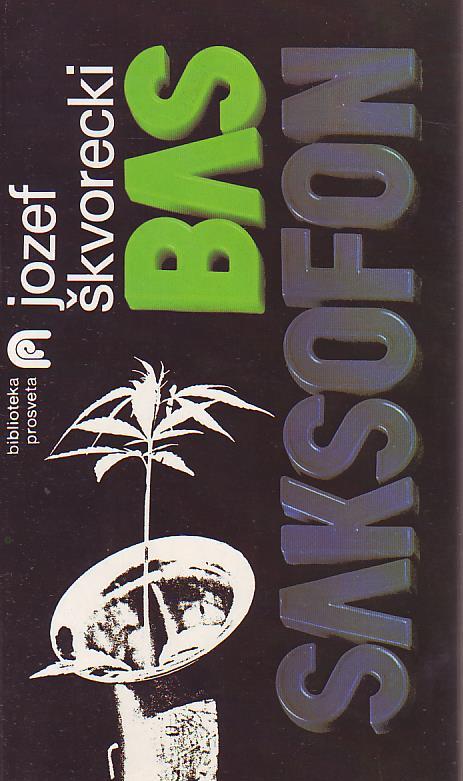 biblioteka
prosveta
jozef
škvorecki
BAS
SAKSOFON